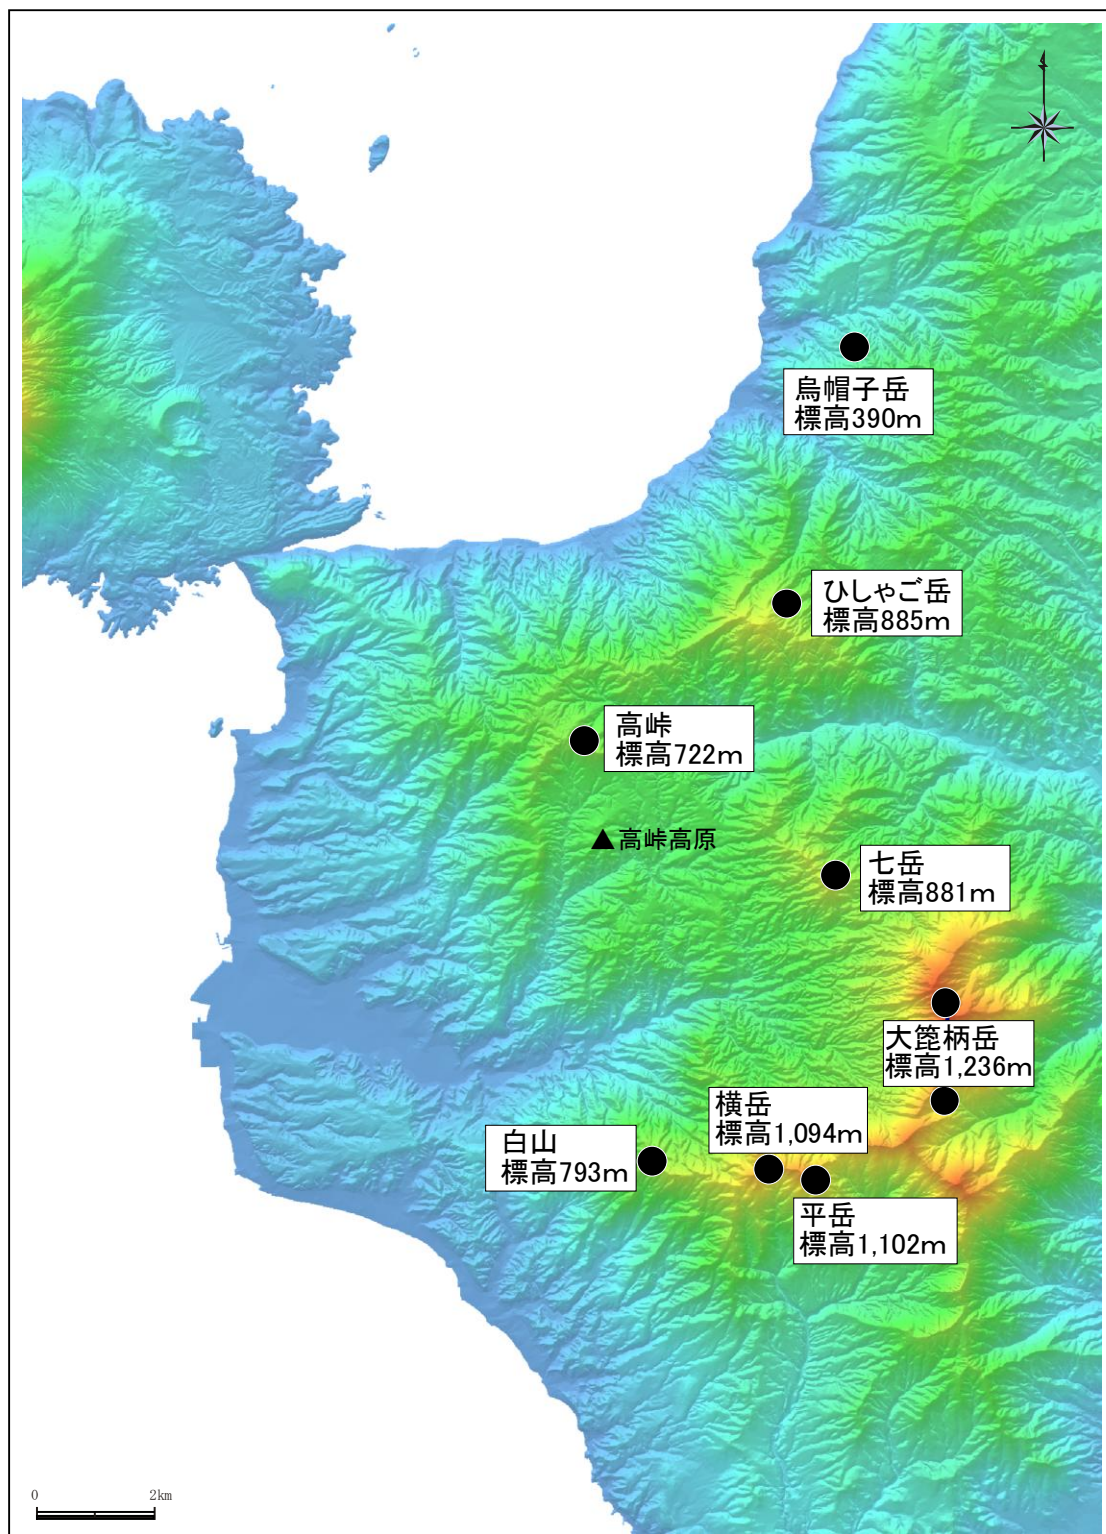 烏帽子岳
標高390m
ひしゃご岳
標高885m
高峠
標高722m
▲高峠高原
七岳
標高881m
大箆柄岳
標高1,236m
横岳
標高1,094m
白山
標高793m
平岳
標高1,102m
0 2km